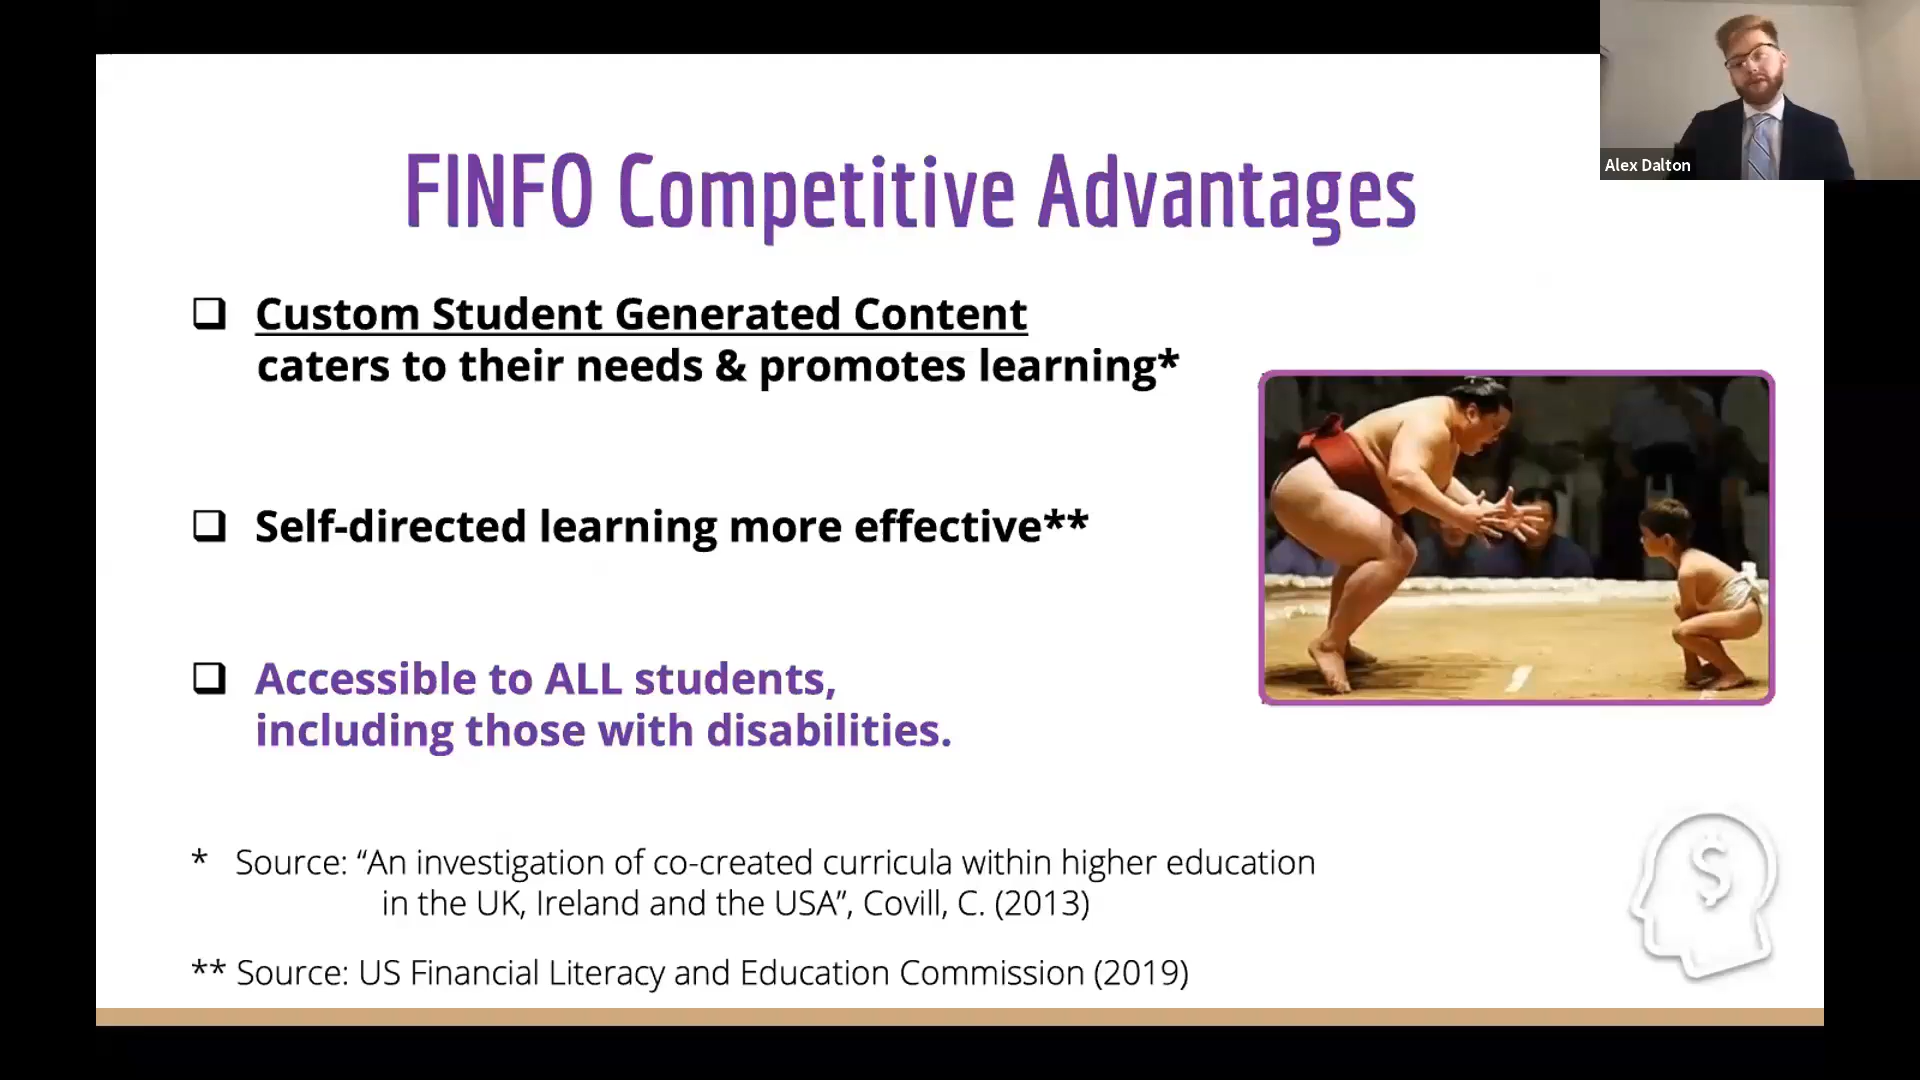 Alex Dalton
FINFO Competitive Advantages
Custom Student Generated Content
caters to their needs & promotes learning*
Self-directed learning more effective**
Accessible to ALL students,
including those with disabilities.
* Source: “An investigation of co-created curricula within higher education
in the UK, Ireland and the USA”, Covill, C. (2013)
** Source: US Financial Literacy and Education Commission (2019)
$